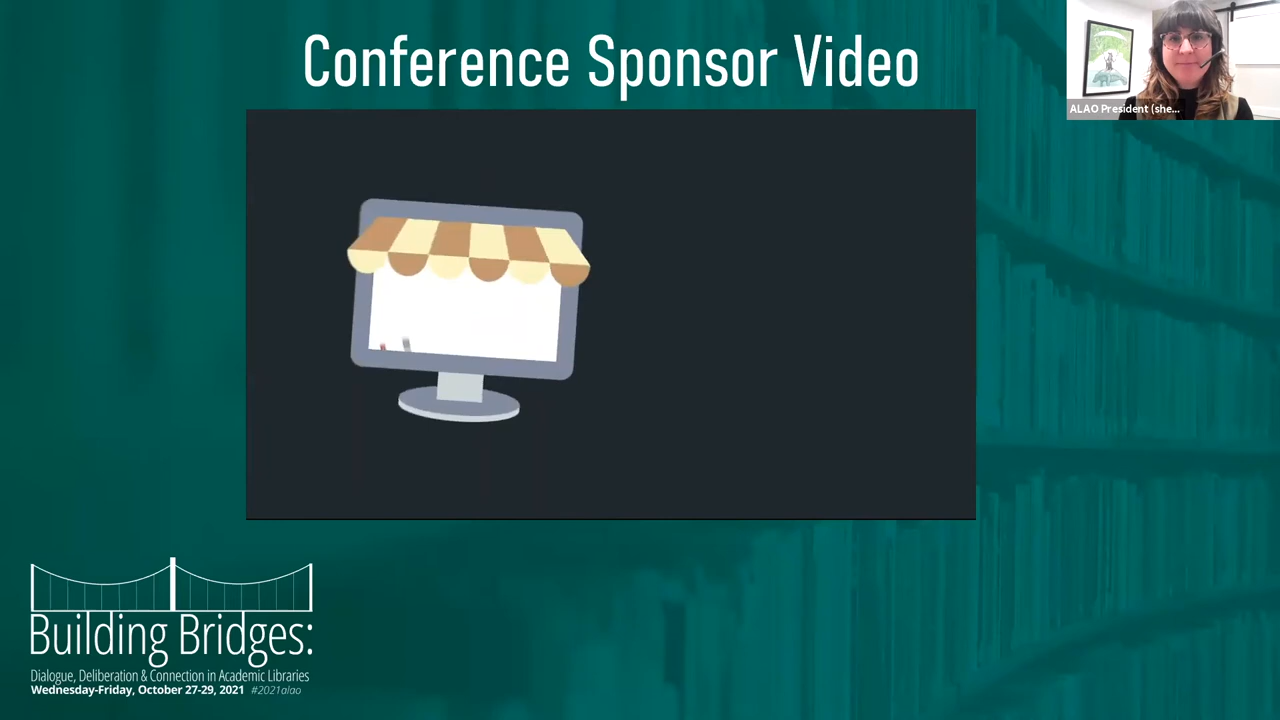 Conference Sponsor Video
ALAO President (she...
Building Bridges:
Dialogue, Deliberation & Connection in Academic Libraries
Wednesday-Friday, October 27-29, 2021 #2021alao